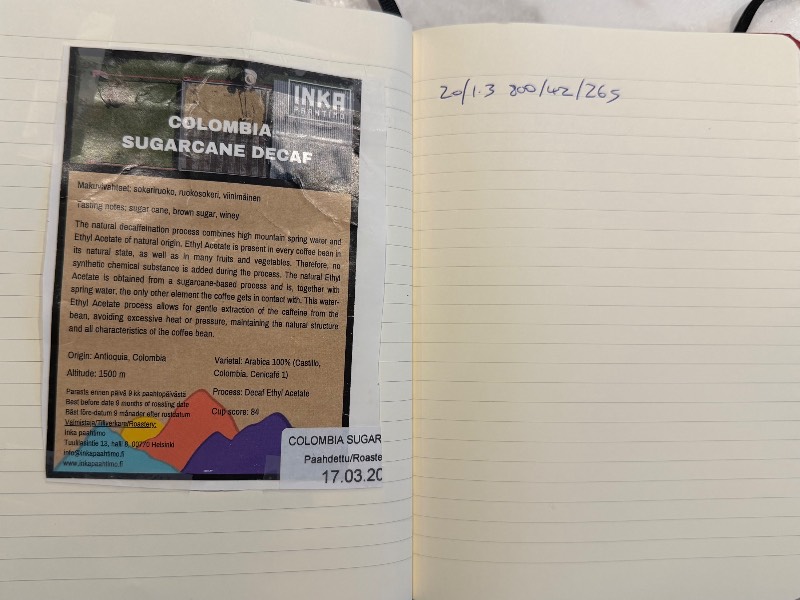 INKA
PAAHTIMO
COLOMBIA
SUGARCANE DECAF
Makuvivahteet: sokeriruoko, ruokosokeri, viinimäinen
Tasting notes: sugar cane, brown sugar, winey
The natural decaffeination process combines high mountain spring water and
Ethyl Acetate of natural origin. Ethyl Acetate is present in every coffee bean in
its natural state, as well as in many fruits and vegetables. Therefore, no
synthetic chemical substance is added during the process. The natural Ethyl
Acetate is obtained from a sugarcane-based process and is, together with
spring water, the only other element the coffee gets in contact with. This water-
Ethyl Acetate process allows for gentle extraction of the caffeine from the
bean, avoiding excessive heat or pressure, maintaining the natural structure
and all characteristics of the coffee bean.
Origin: Antioquia, Colombia
Altitude: 1500 m
Varietal: Arabica 100% (Castillo,
Colombia, Cenicafé 1)
Process: Decaf Ethyl Acetate
Cup score: 84
Parasta ennen päivä 9 kk paahtopäivästä
Best before date 9 months of roasting date
Bäst före-datum 9 månader efter rostdatum
Valmistaja/Tillverkare/Roastery:
Inka paahtimo
Tuulilasintie 13, halli 8, 00770 Helsinki
info@inkapaahtimo.fi
www.inkapaahtimo.fi
COLOMBIA SUGAR
Paahdettu/Roaste
17.03.20
20/1.3 800/42/265